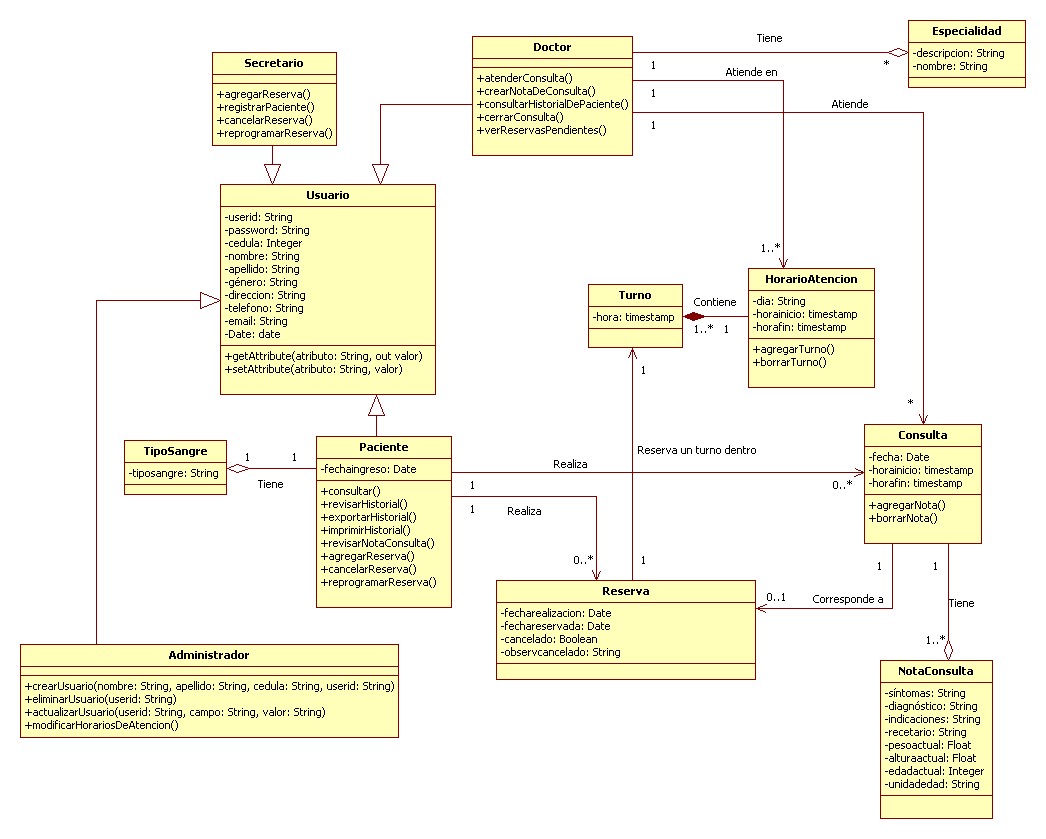 Secretario
+agregarReserva()
+registrarPaciente()
+cancelarReserva()
+reprogramarReserva()
Doctor
+atenderConsulta()
+crearNotaDeConsulta()
+consultarHistorialDePaciente()
+cerrarConsulta()
+verReservasPendientes()
Tiene
1
*
Especialidad
-descripcion: String
-nombre: String
Atiende en
1
1..*
Atiende
1
*
Usuario
-userid: String
-password: String
-cedula: Integer
-nombre: String
-apellido: String
-género: String
-direccion: String
-telefono: String
-email: String
-Date: date
+getAttribute(atributo: String, out valor)
+setAttribute(atributo: String, valor)
Turno
-hora: timestamp
Contiene
1..*
1
HorarioAtencion
-dia: String
-horainicio: timestamp
-horafin: timestamp
+agregarTurno()
+borrarTurno()
TipoSangre
-tiposangre: String
1
1
Tiene
Paciente
-fechaingreso: Date
+consultar()
+revisarHistorial()
+exportarHistorial()
+imprimirHistorial()
+revisarNotaConsulta()
+agregarReserva()
+cancelarReserva()
+reprogramarReserva()
1
Reserva un turno dentro
1
Realiza
1
0..*
Realiza
1
0..*
Consulta
-fecha: Date
-horainicio: timestamp
-horafin: timestamp
+agregarNota()
+borrarNota()
1
Corresponde a
0..1
1
Tiene
1..*
Reserva
-fecharealizacion: Date
-fechareservada: Date
-cancelado: Boolean
-observcancelado: String
Administrador
+crearUsuario(nombre: String, apellido: String, cedula: String, userid: String)
+eliminarUsuario(userid: String)
+actualizarUsuario(userid: String, campo: String, valor: String)
+modificarHorariosDeAtencion()
NotaConsulta
-síntomas: String
-diagnóstico: String
-indicaciones: String
-recetario: String
-pesoactual: Float
-alturaactual: Float
-edadactual: Integer
-unidadedad: String